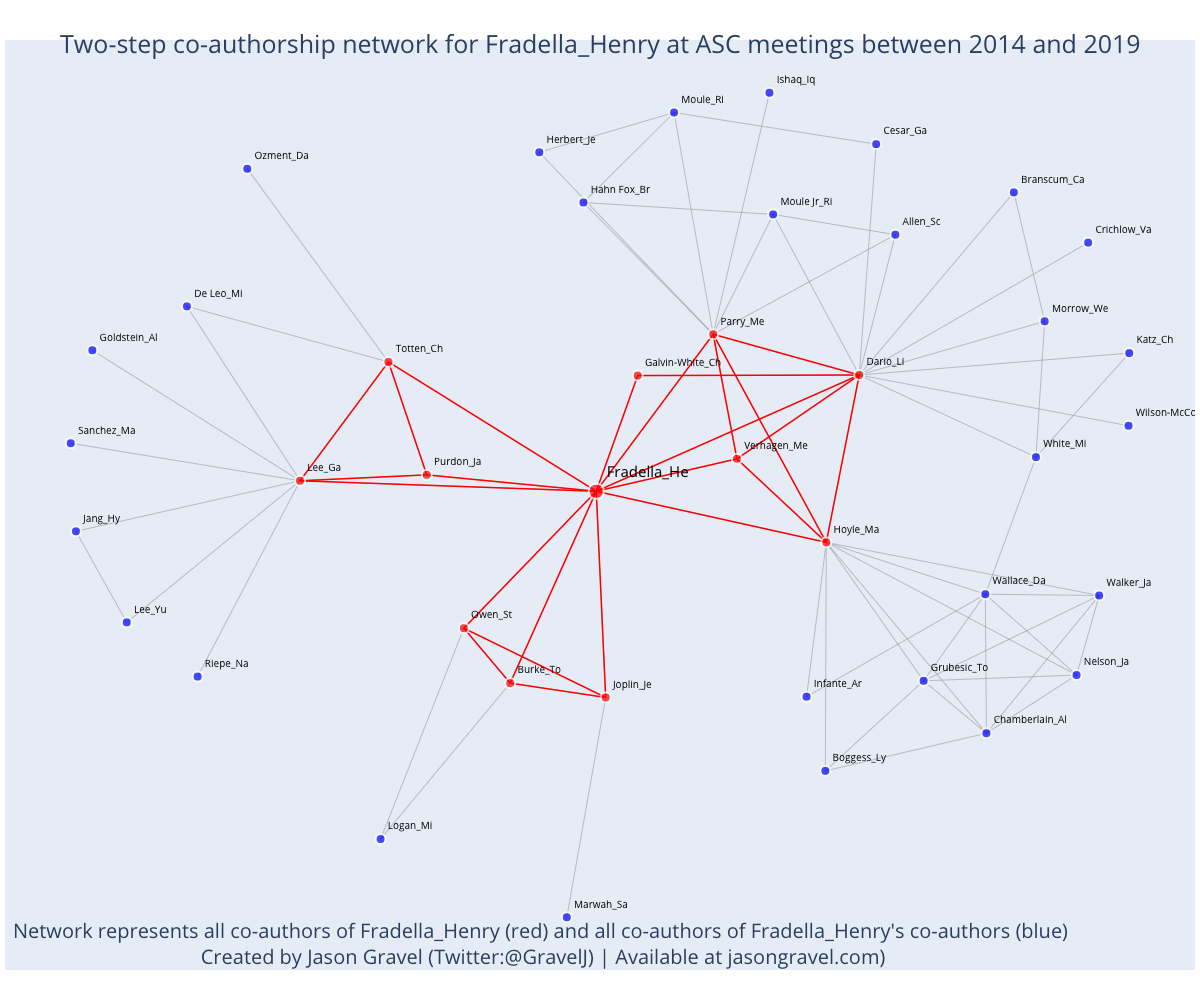 Two-step co-authorship network for Fradella_Henry at ASC meetings between 2014 and 2019
Ishaq_Iq
Moule_Ri
Cesar_Ga
Herbert_Je
Ozment_Da
Branscum_Ca
Hahn Fox_Br
Moule Jr_Ri
Allen_Sc
Crichlow_Va
De Leo_Mi
Morrow_We
Parry_Me
Goldstein_Al
Katz_Ch
Totten_Ch
Galvin-White_Ch
Dario_Li
Wilson-McCo
Sanchez_Ma
White_Mi
Verhagen_Me
Purdon_Ja
Lee_Ga
Fradella_He
Jang_Hy
Hoyle_Ma
Wallace_Da
Walker_Ja
Lee_Yu
Owen_St
Riepe_Na
Nelson_Ja
Grubesic_To
Burke_To
Infante_Ar
Joplin_Je
Chamberlain_Al
Boggess_Ly
Logan_Mi
Marwah_Sa
Network represents all co-authors of Fradella_Henry (red) and all co-authors of Fradella_Henry's co-authors (blue)
Created by Jason Gravel (Twitter:@GravelJ) | Available at jasongravel.com)